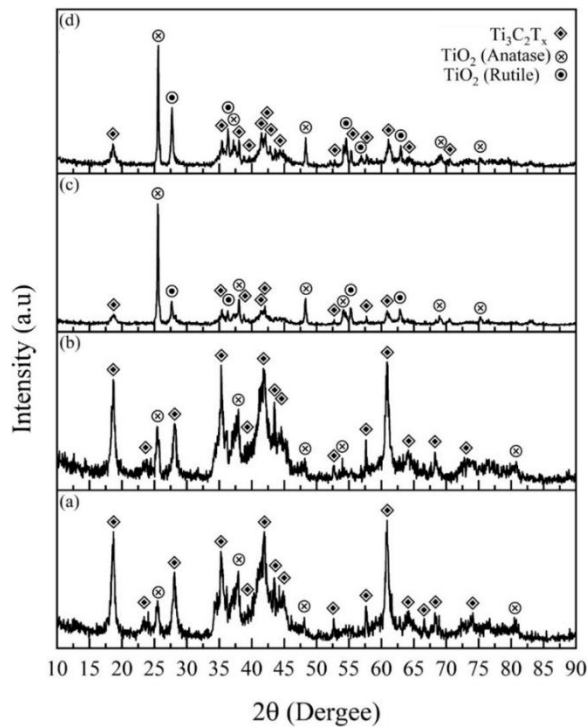 (d)
Ti₃C₂Tₓ
TiO₂ (Anatase)
TiO₂ (Rutile)
(c)
(b)
(a)
Intensity (a.u)
10 15 20 25 30 35 40 45 50 55 60 65 70 75 80 85 90
2θ (Dergee)